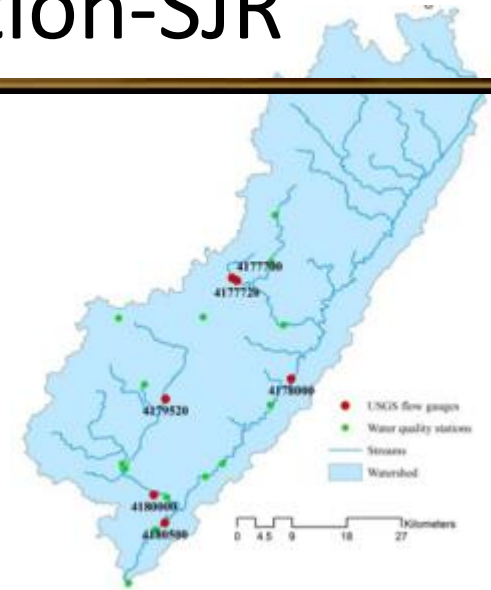 tion-SJR
4177700
4177720
4178000
4179520
USGS flow gauges
Water quality stations
Streams
Watershed
4180000
4180500
Kilometers
0 4.5 9 18 27